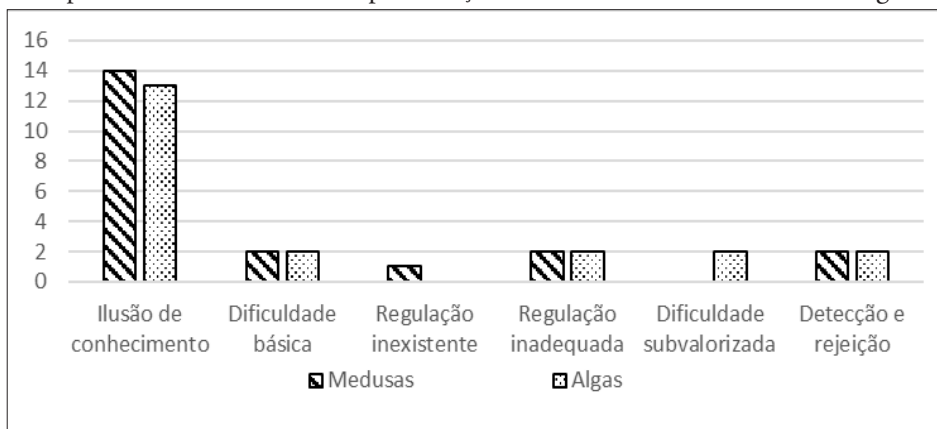 16
14
12
10
8
6
4
2
0
Ilusão de conhecimento
Dificuldade básica
Regulação inexistente
Regulação inadequada
Dificuldade subvalorizada
Detecção e rejeição
Medusas
Algas